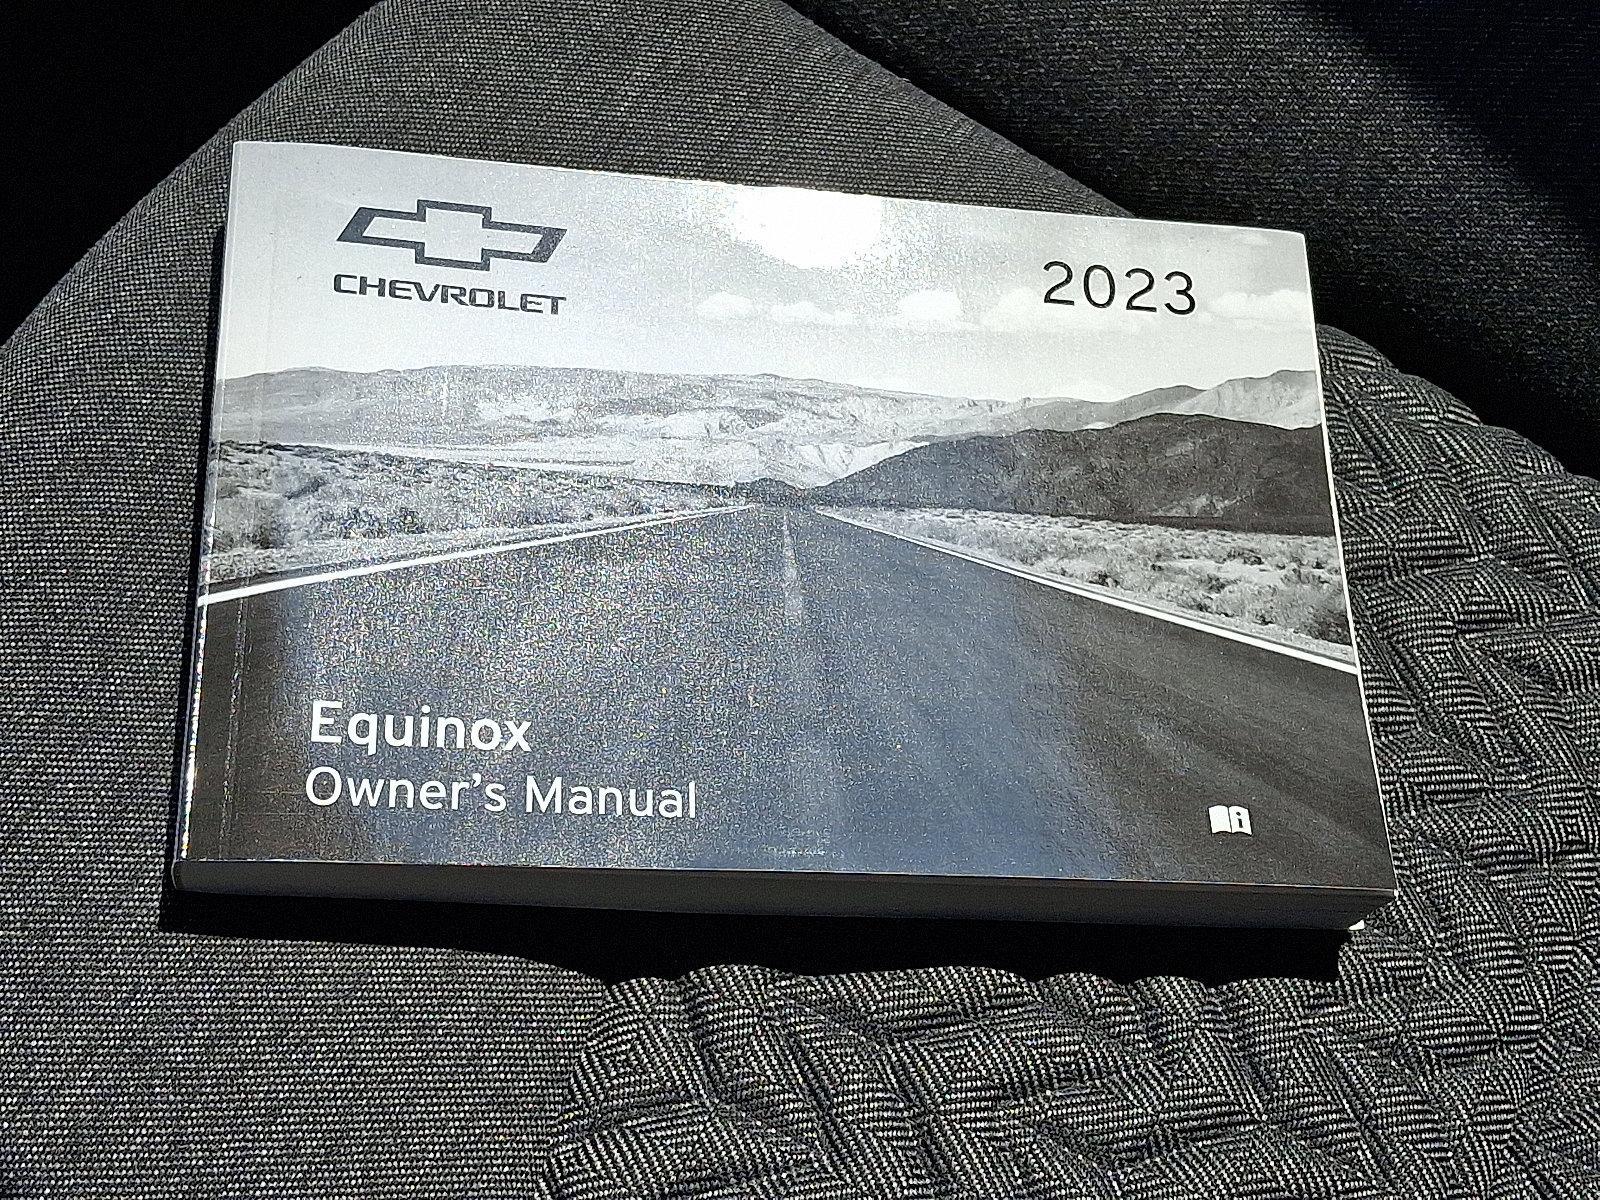 CHEVROLET
2023
Equinox
Owner's Manual